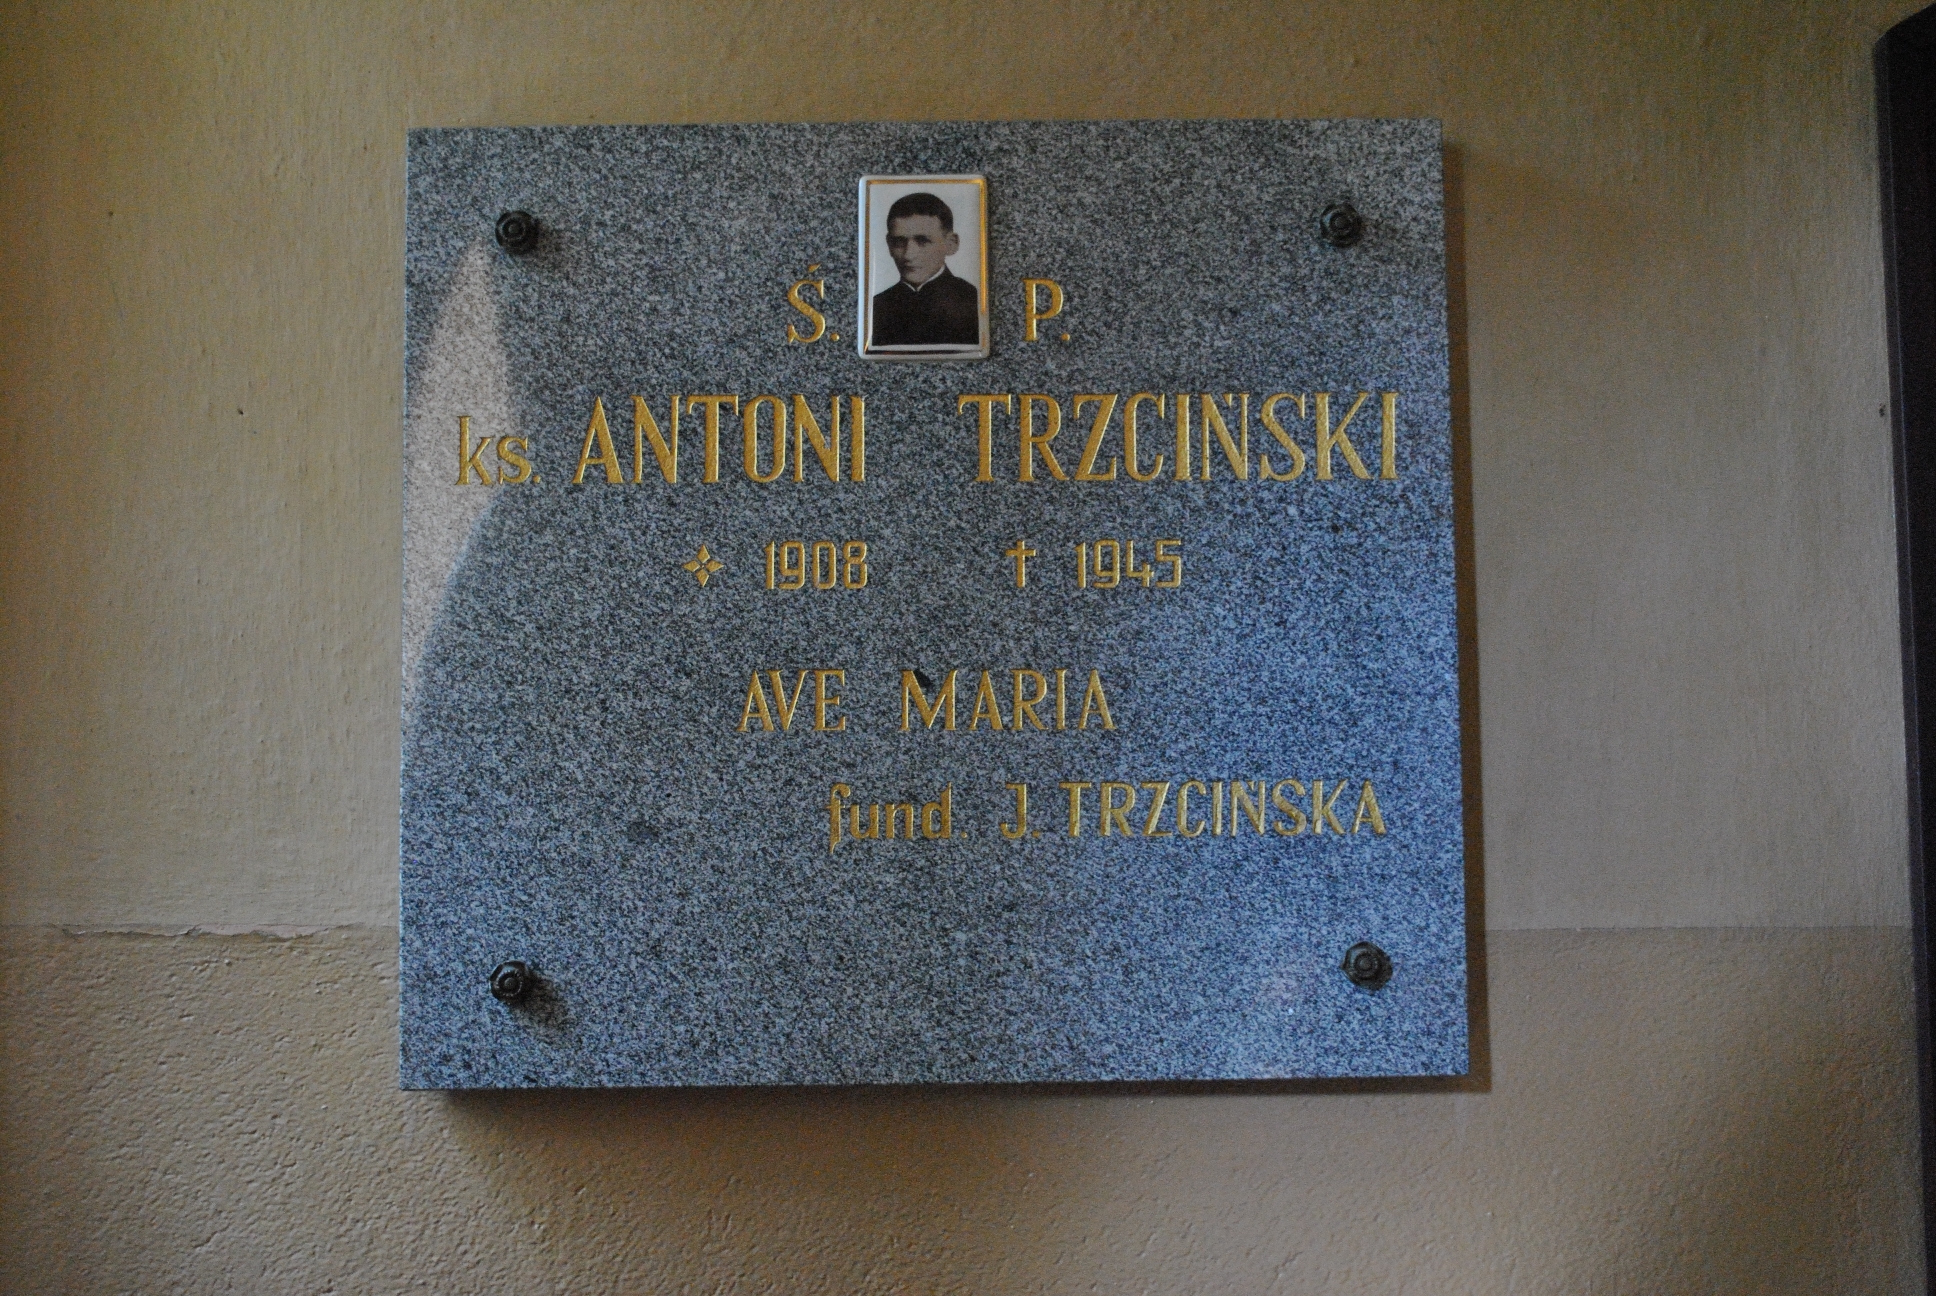 Ś. P.
ks. ANTONI TRZCIŃSKI
1908 † 1945
AVE MARIA
fund. J. TRZCIŃSKA